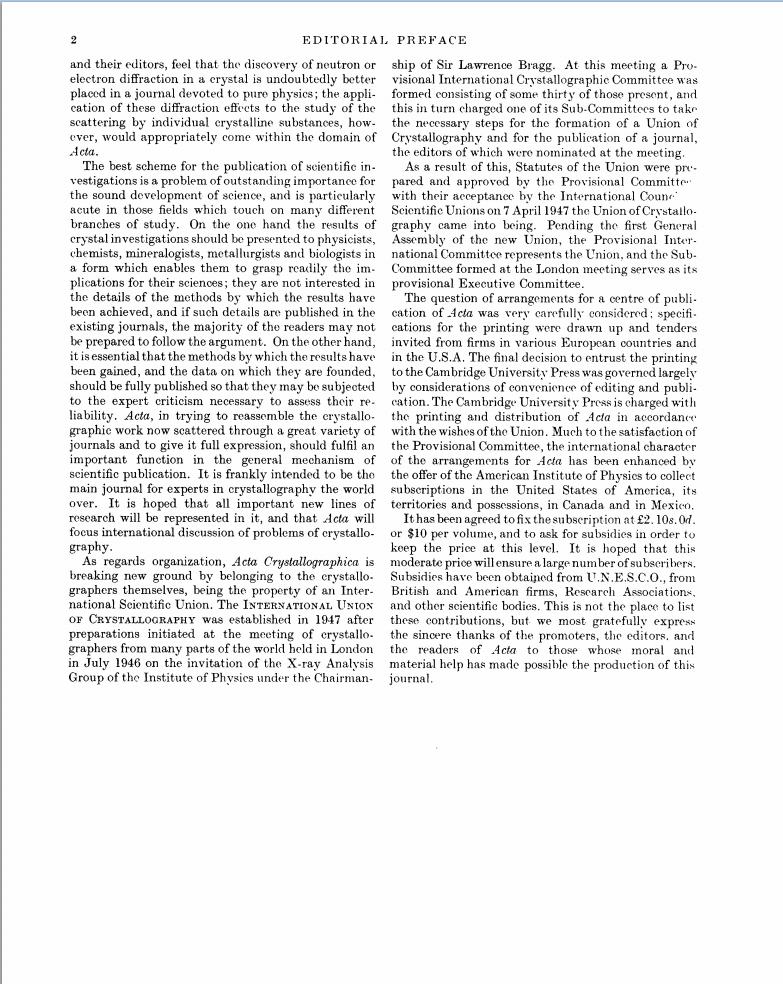 2
EDITORIAL PREFACE
and their editors, feel that the discovery of neutron or
electron diffraction in a crystal is undoubtedly better
placed in a journal devoted to pure physics; the appli-
cation of these diffraction effects to the study of the
scattering by individual crystalline substances, how-
ever, would appropriately come within the domain of
Acta.
The best scheme for the publication of scientific in-
vestigations is a problem of outstanding importance for
the sound development of science, and is particularly
acute in those fields which touch on many different
branches of study. On the one hand the results of
crystal investigations should be presented to physicists,
chemists, mineralogists, metallurgists and biologists in
a form which enables them to grasp readily the im-
plications for their sciences; they are not interested in
the details of the methods by which the results have
been achieved, and if such details are published in the
existing journals, the majority of the readers may not
be prepared to follow the argument. On the other hand,
it is essential that the methods by which the results have
been gained, and the data on which they are founded,
should be fully published so that they may be subjected
to the expert criticism necessary to assess their re-
liability. Acta, in trying to reassemble the crystallo-
graphic work now scattered through a great variety of
journals and to give it full expression, should fulfil an
important function in the general mechanism of
scientific publication. It is frankly intended to be the
main journal for experts in crystallography the world
over. It is hoped that all important new lines of
research will be represented in it, and that Acta will
focus international discussion of problems of crystallo-
graphy.
As regards organization, Acta Crystallographica is
breaking new ground by belonging to the crystallo-
graphers themselves, being the property of an Inter-
national Scientific Union. The INTERNATIONAL UNION
OF CRYSTALLOGRAPHY was established in 1947 after
preparations initiated at the meeting of crystallo-
graphers from many parts of the world held in London
in July 1946 on the invitation of the X-ray Analysis
Group of the Institute of Physics under the Chairman-
ship of Sir Lawrence Bragg. At this meeting a Pro-
visional International Crystallographic Committee was
formed consisting of some thirty of those present, and
this in turn charged one of its Sub-Committees to take
the necessary steps for the formation of a Union of
Crystallography and for the publication of a journal,
the editors of which were nominated at the meeting.
As a result of this, Statutes of the Union were pre-
pared and approved by the Provisional Committe
with their acceptance by the International Counc
Scientific Unions on 7 April 1947 the Union of Crystallo-
graphy came into being. Pending the first General
Assembly of the new Union, the Provisional Inter-
national Committee represents the Union, and the Sub-
Committee formed at the London meeting serves as its
provisional Executive Committee.
The question of arrangements for a centre of publi-
cation of Acta was very carefully considered; specifi-
cations for the printing were drawn up and tenders
invited from firms in various European countries and
in the U.S.A. The final decision to entrust the printing
to the Cambridge University Press was governed largely
by considerations of convenience of editing and publi-
cation. The Cambridge University Press is charged with
the printing and distribution of Acta in accordance
with the wishes of the Union. Much to the satisfaction of
the Provisional Committee, the international character
of the arrangements for Acta has been enhanced by
the offer of the American Institute of Physics to collect
subscriptions in the United States of America, its
territories and possessions, in Canada and in Mexico.
It has been agreed to fix the subscription at £2. 10s. 0d.
or $10 per volume, and to ask for subsidies in order to
keep the price at this level. It is hoped that this
moderate price will ensure a large number of subscribers.
Subsidies have been obtained from U.N.E.S.C.O., from
British and American firms, Research Associations,
and other scientific bodies. This is not the place to list
these contributions, but we most gratefully express
the sincere thanks of the promoters, the editors, and
the readers of Acta to those whose moral and
material help has made possible the production of this
journal.